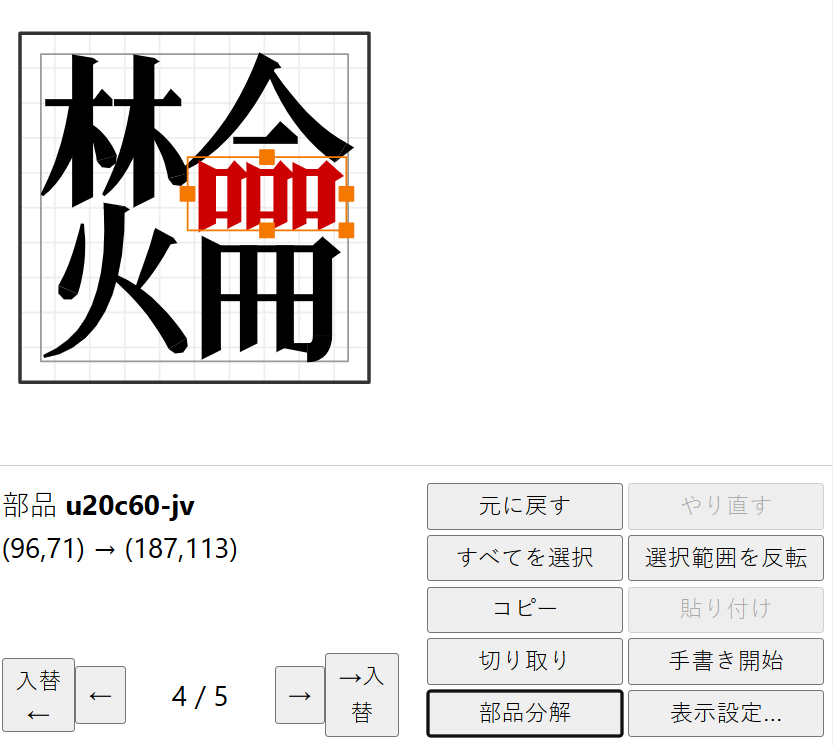 部品 u20c60-jv
(96,71) → (187,113)
入替
←
←
4 / 5
→
→入
替
元に戻す
やり直す
すべてを選択
選択範囲を反転
コピー
貼り付け
切り取り
手書き開始
部品分解
表示設定...